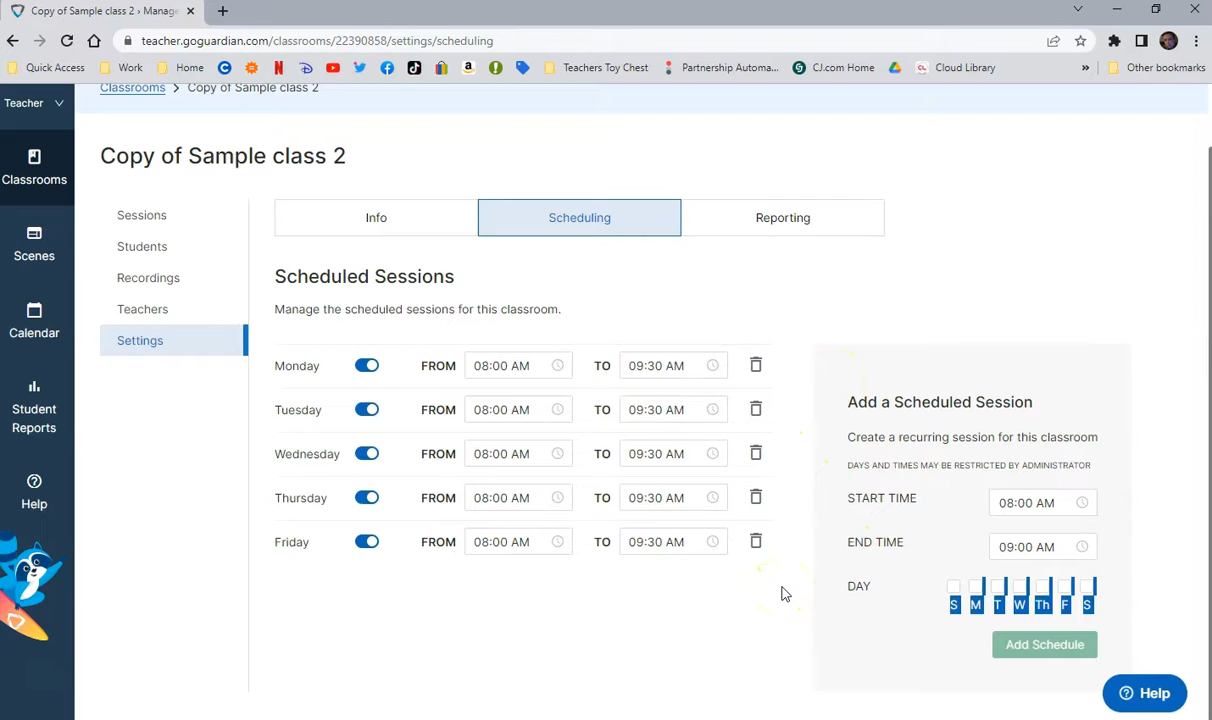 Copy of Sample class 2 › Manage
teacher.goguardian.com/classrooms/22390858/settings/scheduling
Quick Access
Work
Home
Teachers Toy Chest
Partnership Automa...
CJ.com Home
Cloud Library
»
Other bookmarks
Teacher
Classrooms > Copy of Sample class 2
Classrooms
Scenes
Calendar
Student
Reports
Help
Copy of Sample class 2
Sessions
Students
Recordings
Teachers
Settings
Info
Scheduling
Reporting
Scheduled Sessions
Manage the scheduled sessions for this classroom.
Monday FROM 08:00 AM TO 09:30 AM
Tuesday FROM 08:00 AM TO 09:30 AM
Wednesday FROM 08:00 AM TO 09:30 AM
Thursday FROM 08:00 AM TO 09:30 AM
Friday FROM 08:00 AM TO 09:30 AM
Add a Scheduled Session
Create a recurring session for this classroom
DAYS AND TIMES MAY BE RESTRICTED BY ADMINISTRATOR
START TIME 08:00 AM
END TIME 09:00 AM
DAY
S M T W Th F S
Add Schedule
Help